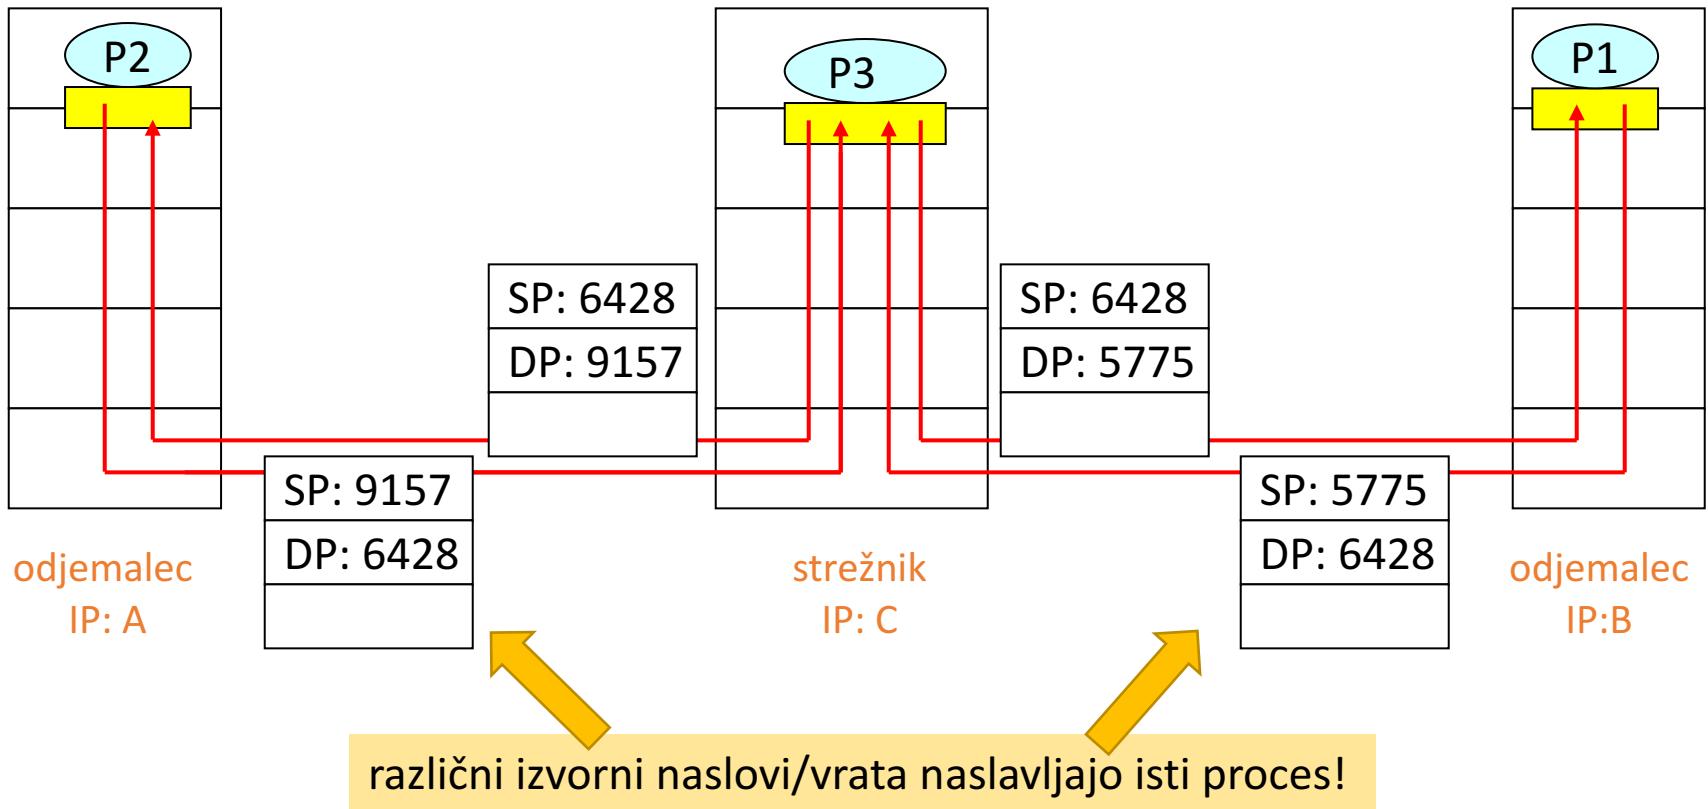 P2
P3
P1
SP: 6428
DP: 9157
SP: 6428
DP: 5775
SP: 9157
DP: 6428
SP: 5775
DP: 6428
odjemalec
IP: A
strežnik
IP: C
odjemalec
IP:B
različni izvorni naslovi/vrata naslavljajo isti proces!